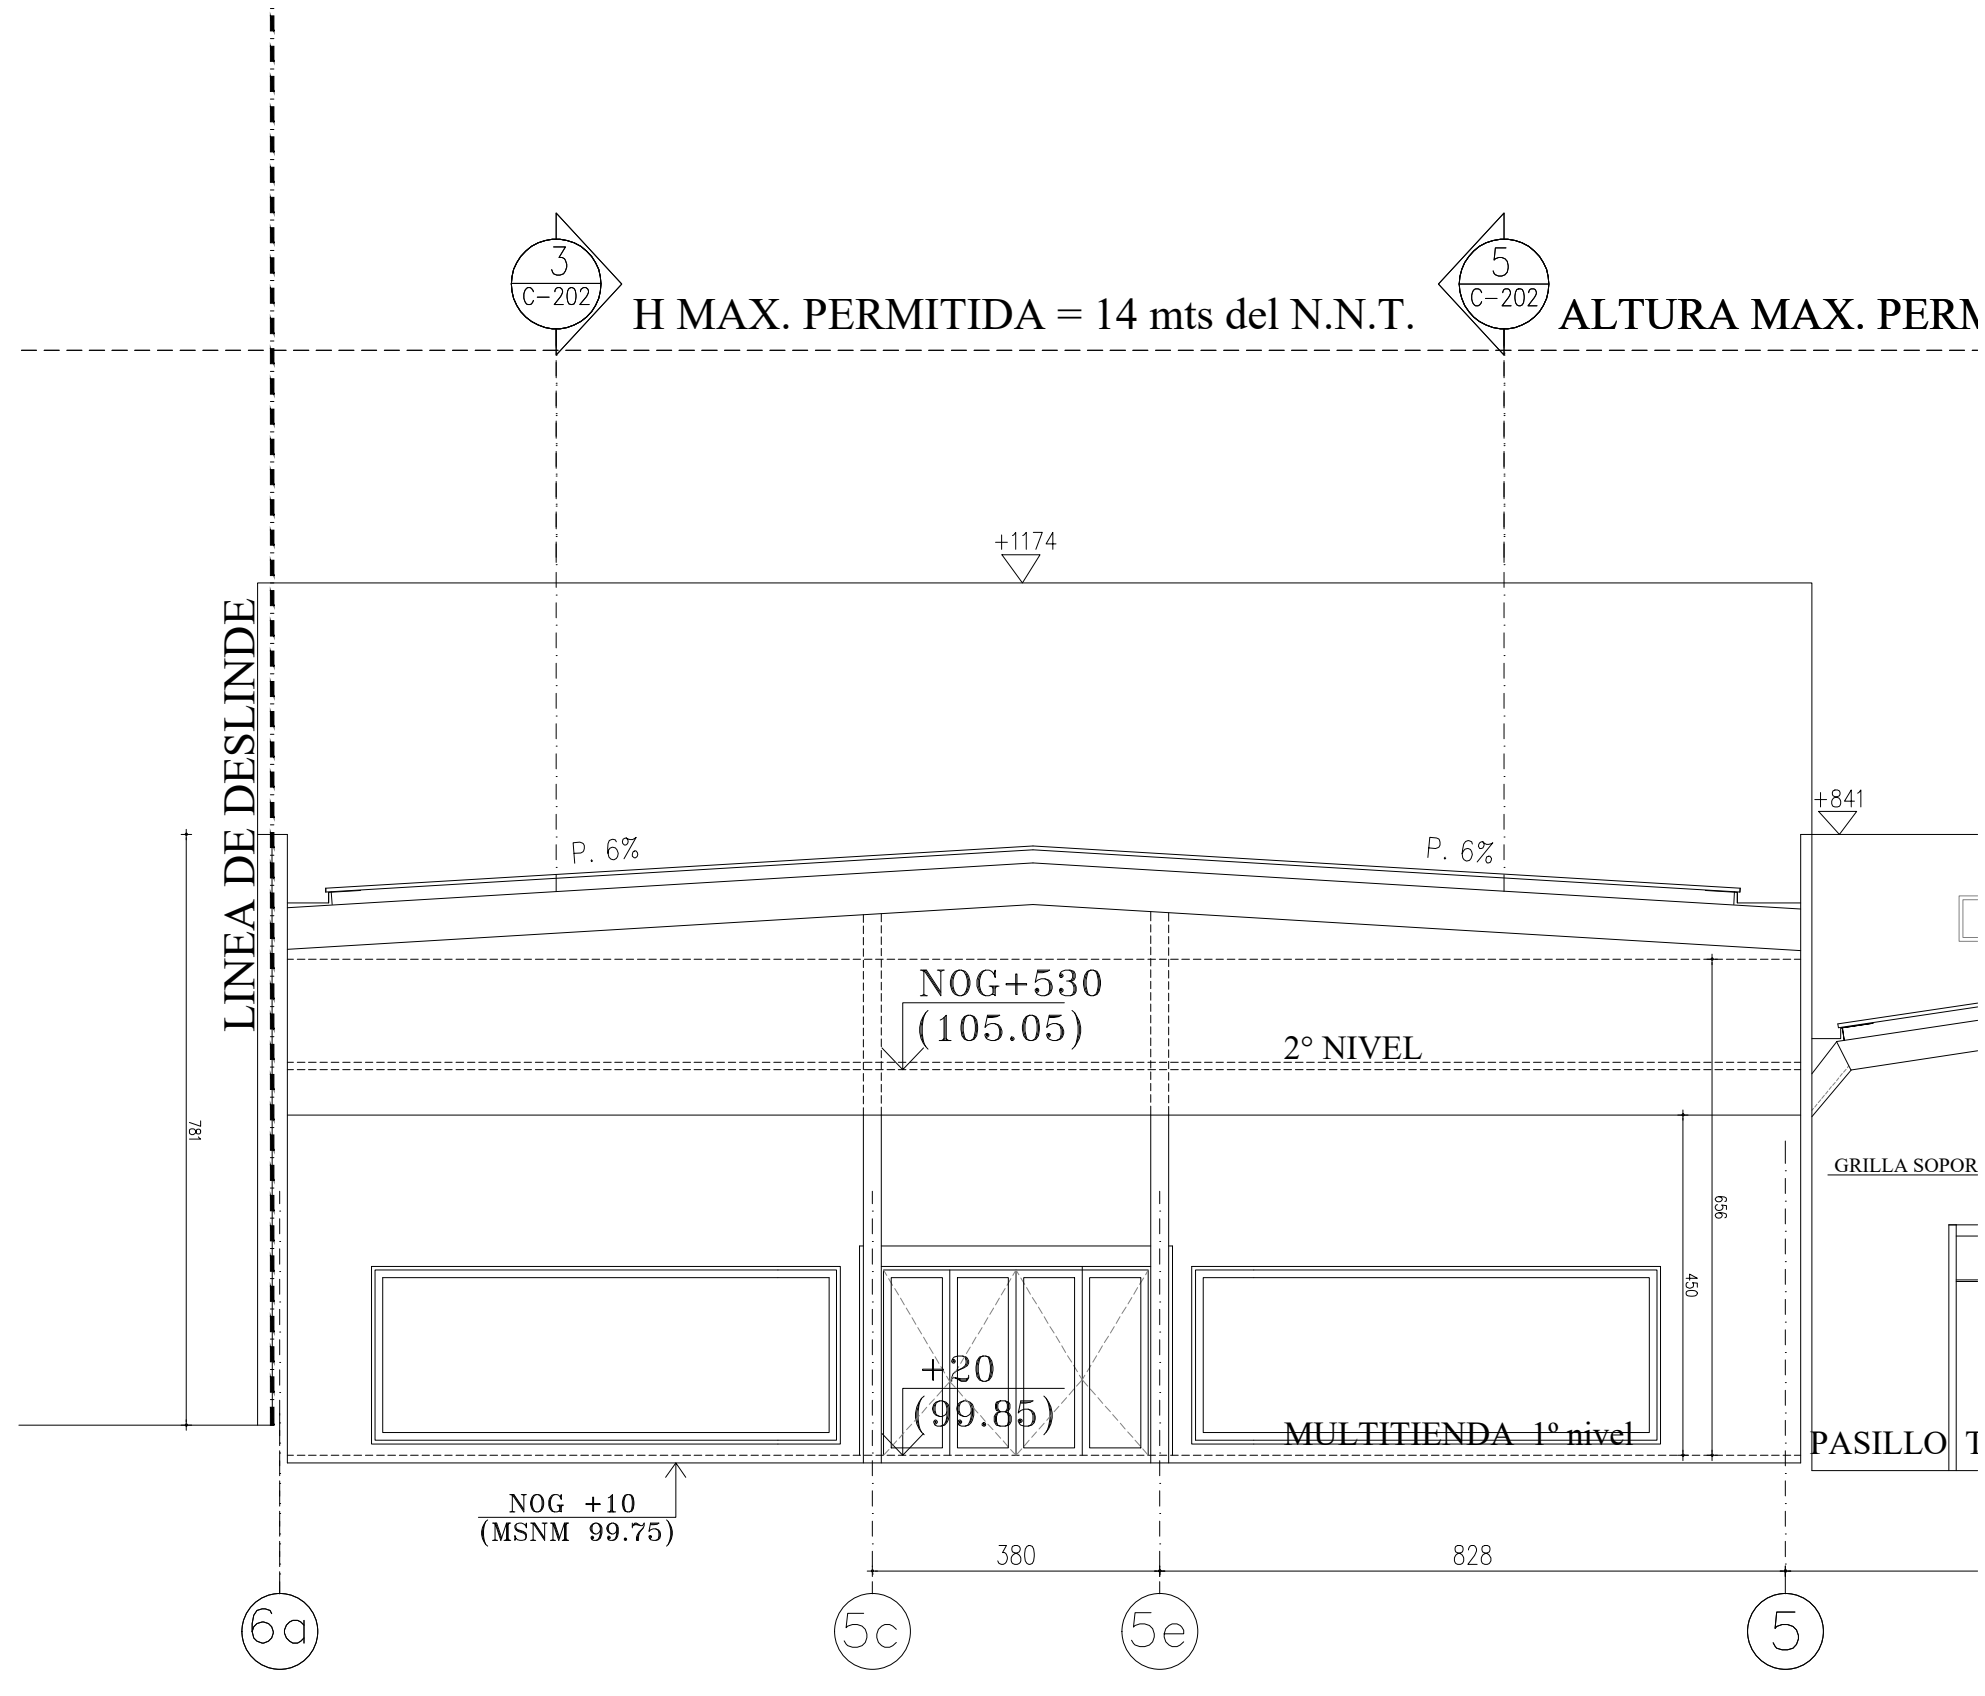 3
C-202
H MAX. PERMITIDA = 14 mts del N.N.T.
5
C-202
ALTURA MAX.
+1174
LINEA DE DESLINDE
+841
P. 6%
P. 6%
NOG+530
(105.05)
2° NIVEL
781
GRILLA
656
450
+20
(99.85)
MULTITIENDA 1º nivel
PASILLO
NOG +10
(MSNM 99.75)
380
828
6a
5c
5e
5